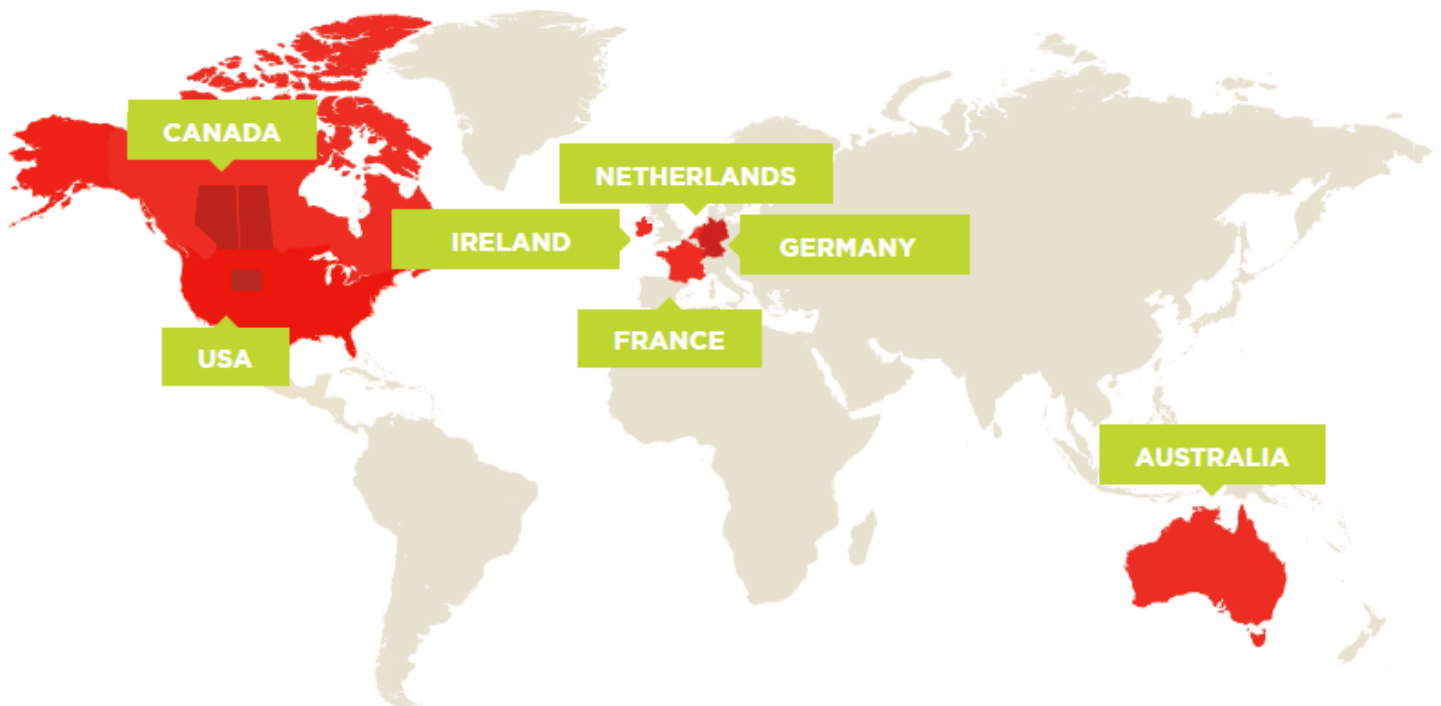 CANADA
NETHERLANDS
IRELAND
GERMANY
FRANCE
USA
AUSTRALIA